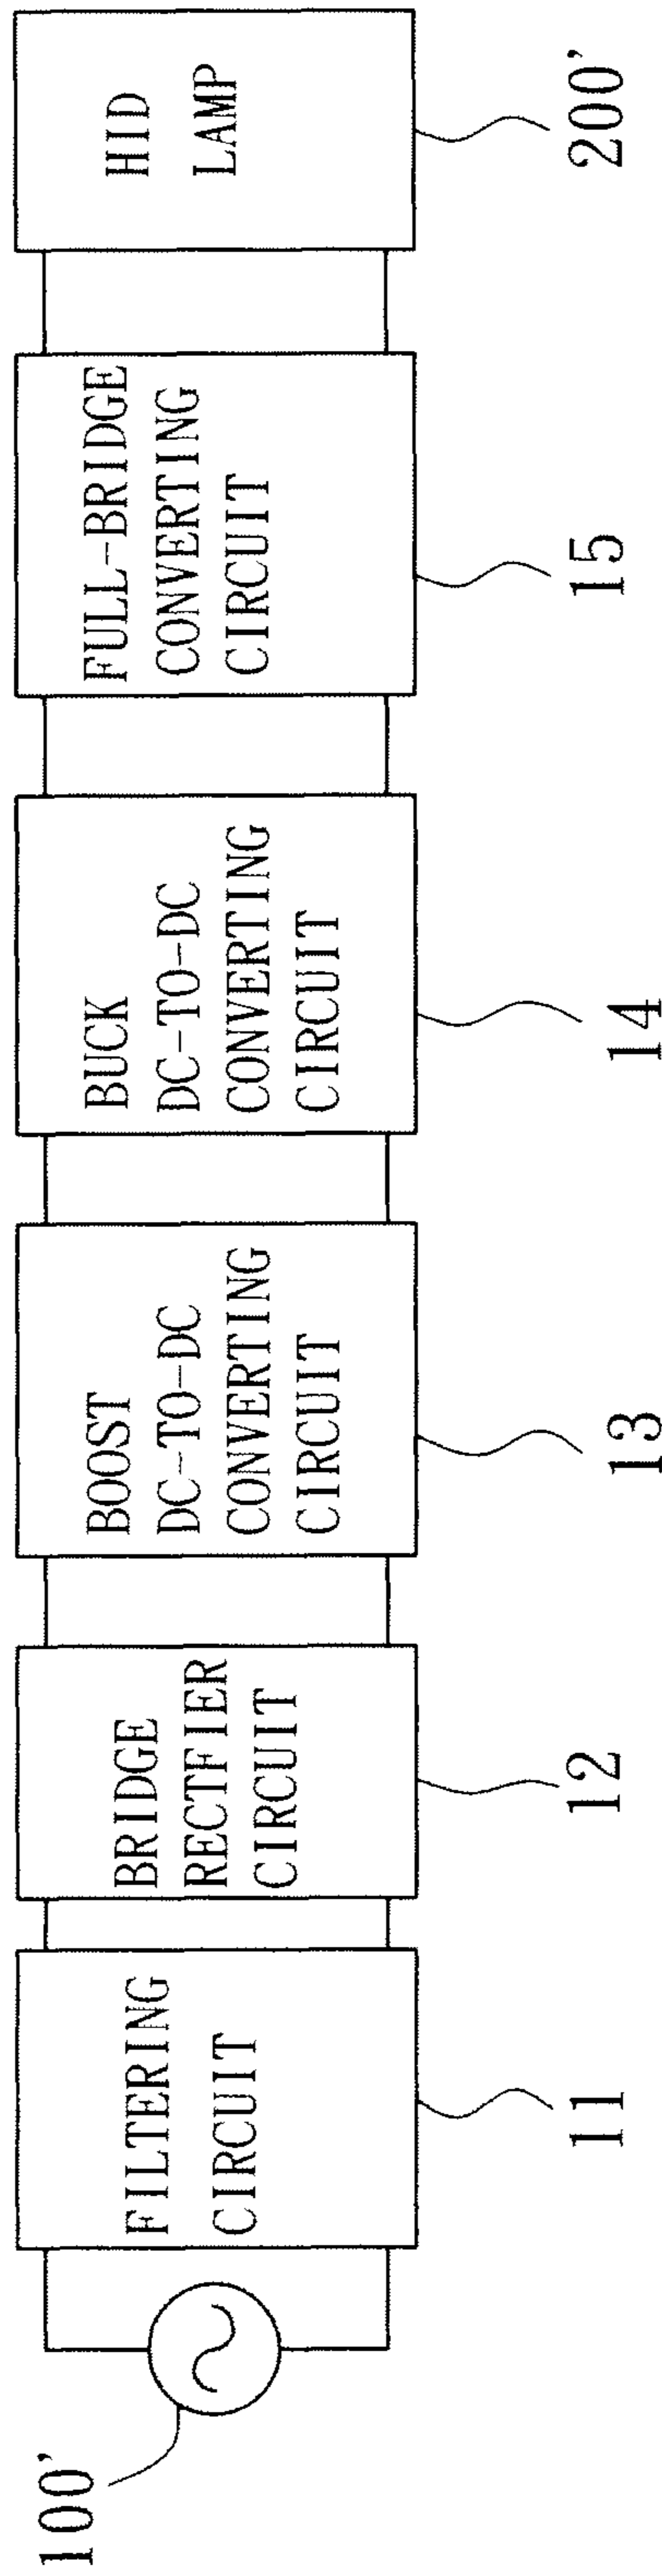 100'
FILTERING
CIRCUIT
11
BRIDGE
RECTFIER
CIRCUIT
12
BOOST
DC-TO-DC
CONVERTING
CIRCUIT
13
BUCK
DC-TO-DC
CONVERTING
CIRCUIT
14
FULL-BRIDGE
CONVERTING
CIRCUIT
15
HID
LAMP
200'